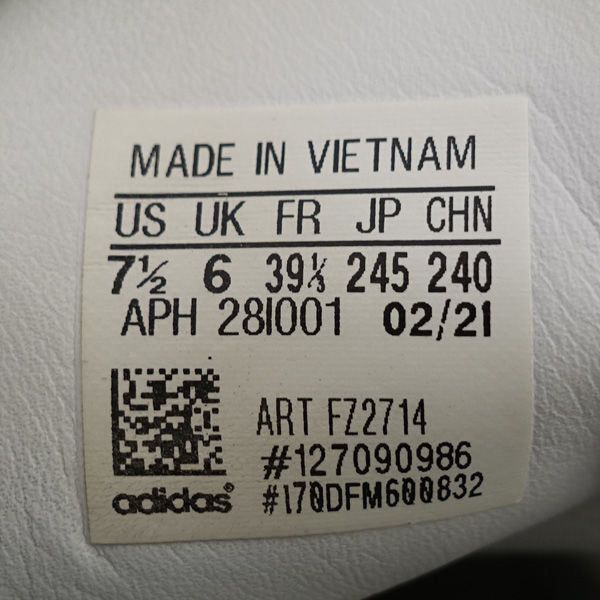 MADE IN VIETNAM
US UK FR JP CHN
7½ 6 39⅓ 245 240
APH 28I001 02/21
ART FZ2714
#127090986
adidas® #170DFM600832